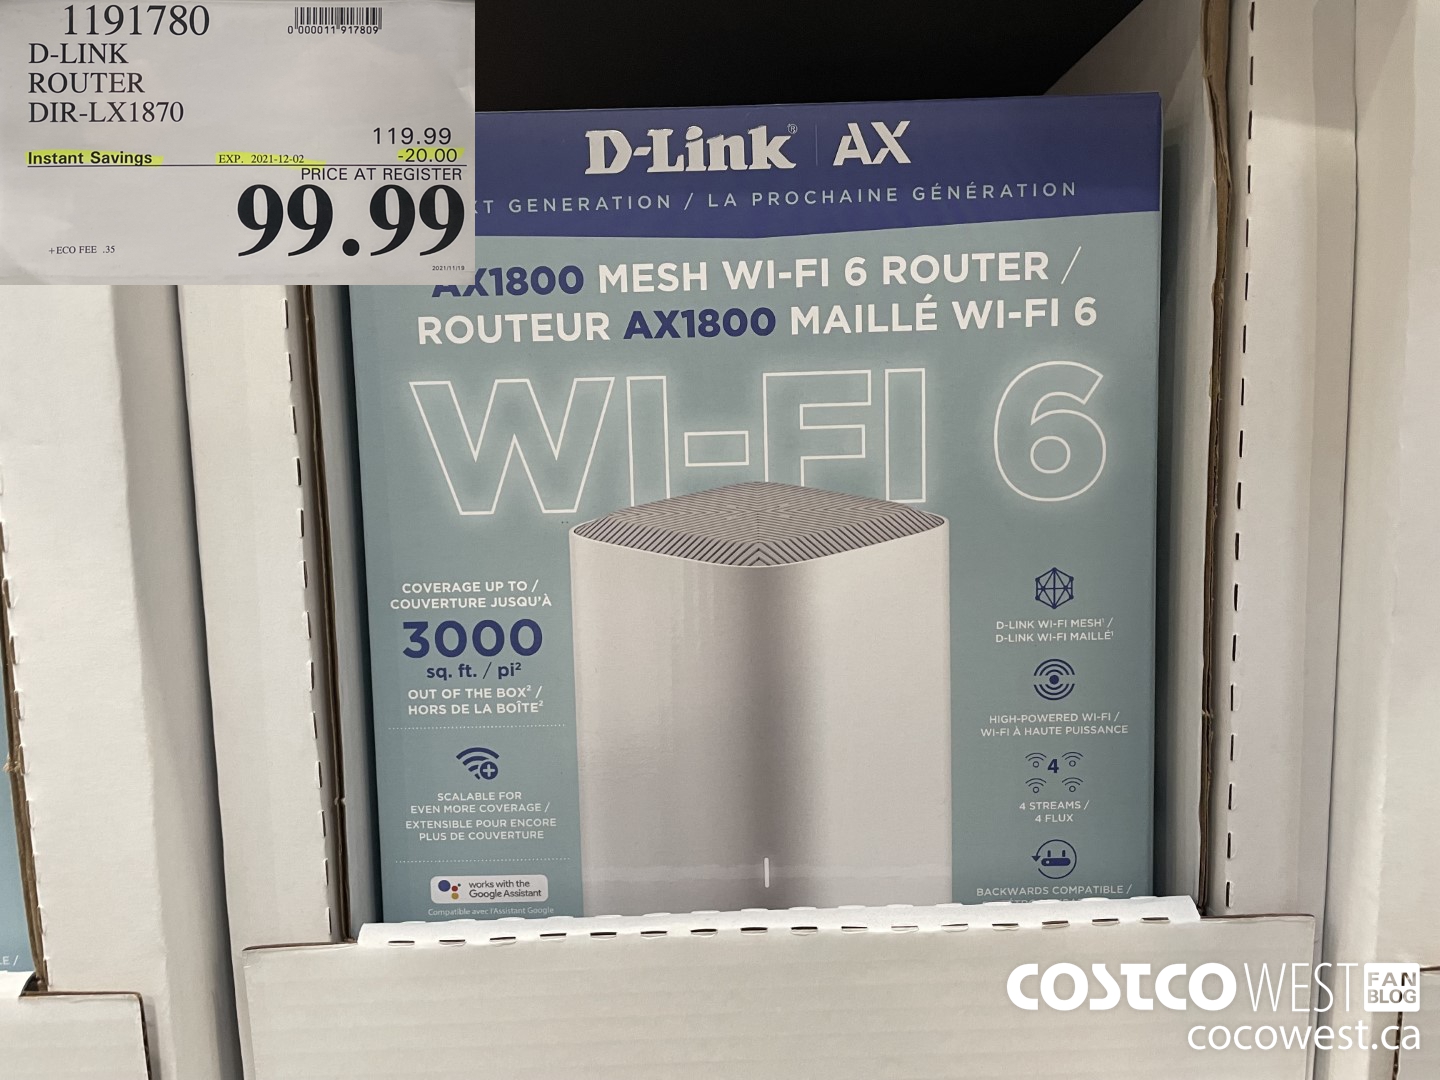 1191780
0 000011 917809
D-LINK
ROUTER
DIR-LX1870
119.99
Instant Savings EXP. 2021-12-02 -20.00
PRICE AT REGISTER
99.99
+ECO FEE .35
2021/11/18
D-Link® | AX
XT GENERATION / LA PROCHAINE GÉNÉRATION
AX1800 MESH WI-FI 6 ROUTER /
ROUTEUR AX1800 MAILLÉ WI-FI 6
WI-FI 6
COVERAGE UP TO /
COUVERTURE JUSQU'À
3000
sq. ft. / pi²
OUT OF THE BOX² /
HORS DE LA BOÎTE²
SCALABLE FOR
EVEN MORE COVERAGE /
EXTENSIBLE POUR ENCORE
PLUS DE COUVERTURE
works with the
Google Assistant
Compatible avec l'Assistant Google
D-LINK WI-FI MESH¹ /
D-LINK WI-FI MAILLÉ¹
HIGH-POWERED WI-FI /
WI-FI À HAUTE PUISSANCE
4
4 STREAMS /
4 FLUX
BACKWARDS COMPATIBLE /
LE /
COSTCO WEST FAN BLOG
cocowest.ca